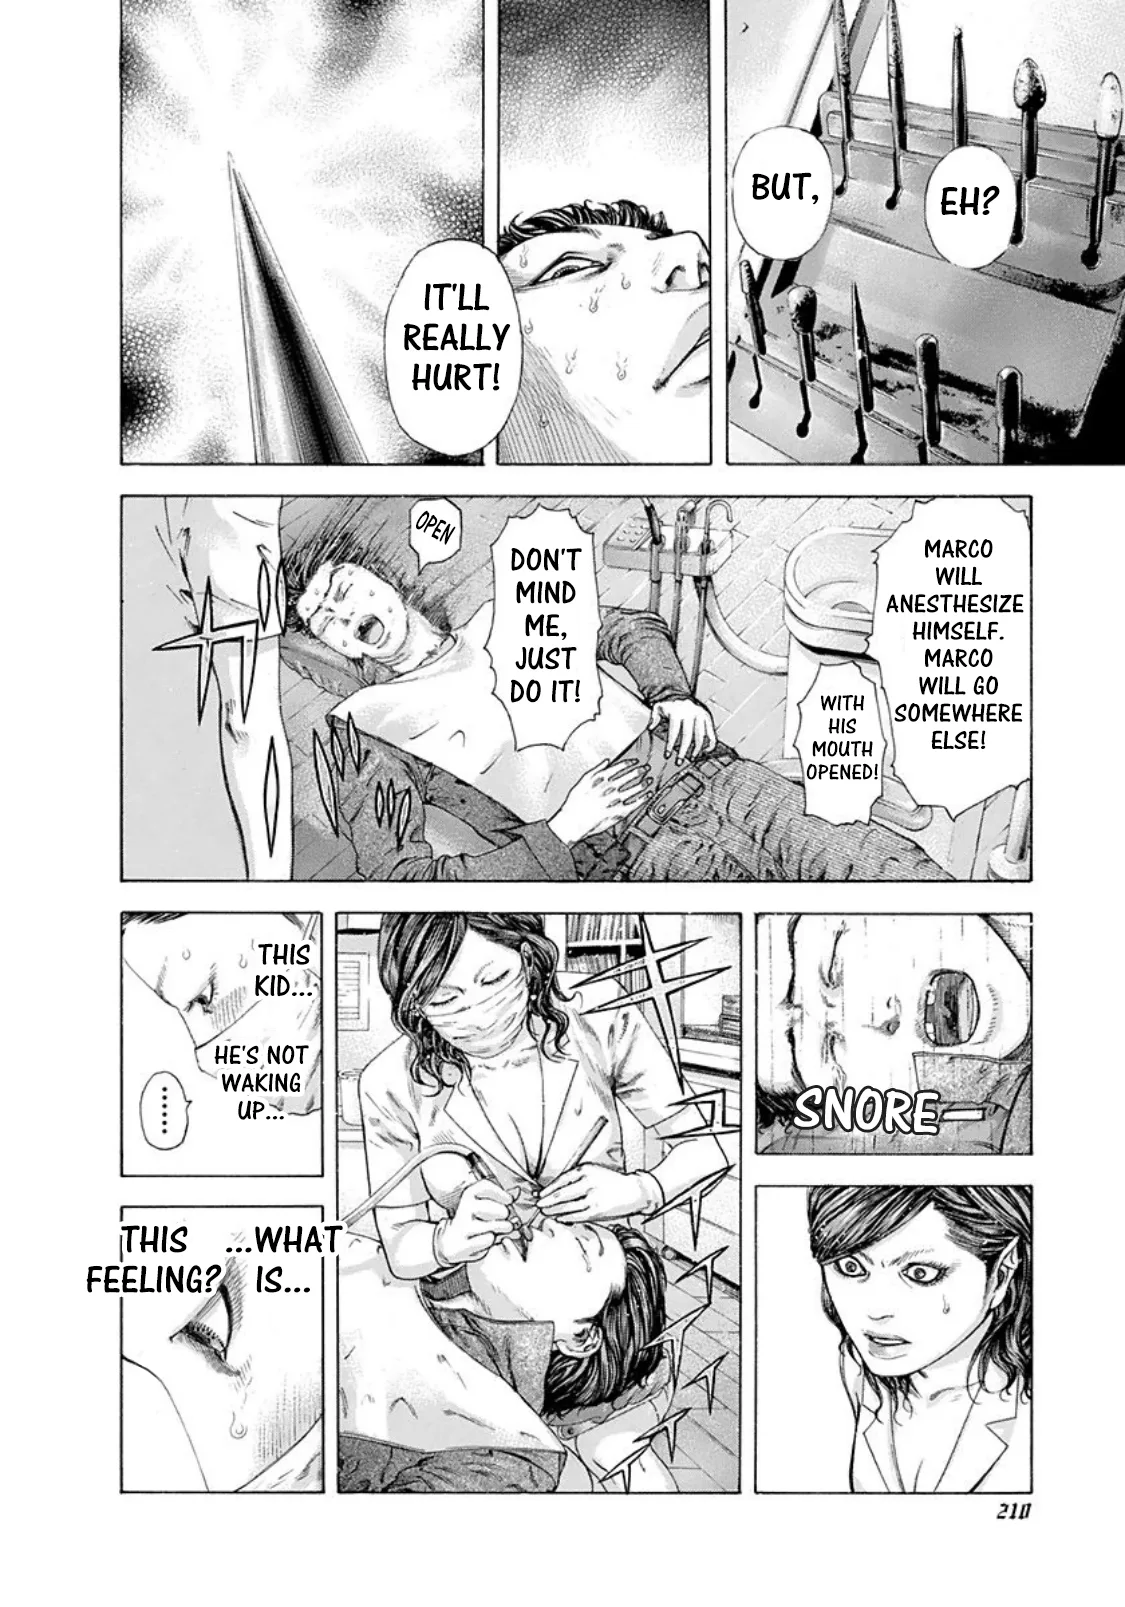 EH?
BUT,
IT'LL
REALLY
HURT!
MARCO
WILL
ANESTHESIZE
HIMSELF.
MARCO
WILL GO
SOMEWHERE
ELSE!
WITH
HIS
MOUTH
OPENED!
DON'T
MIND
ME,
JUST
DO IT!
OPEN
SNORE
THIS
KID...
HE'S NOT
WAKING
UP...
......
...WHAT
IS...
THIS
FEELING?
210